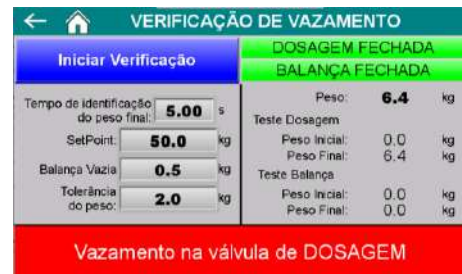 VERIFICAÇÃO DE VAZAMENTO
Iniciar Verificação
DOSAGEM FECHADA
BALANÇA FECHADA
Tempo de identificação
do peso final: 5.00 s
SetPoint: 50.0 kg
Balança Vazia 0.5 kg
Tolerância
do peso: 2.0 kg
Peso: 6.4 kg
Teste Dosagem
Peso Inicial: 0.0 kg
Peso Final: 6.4 kg
Teste Balança
Peso Inicial: 0.0 kg
Peso Final: 0.0 kg
Vazamento na válvula de DOSAGEM